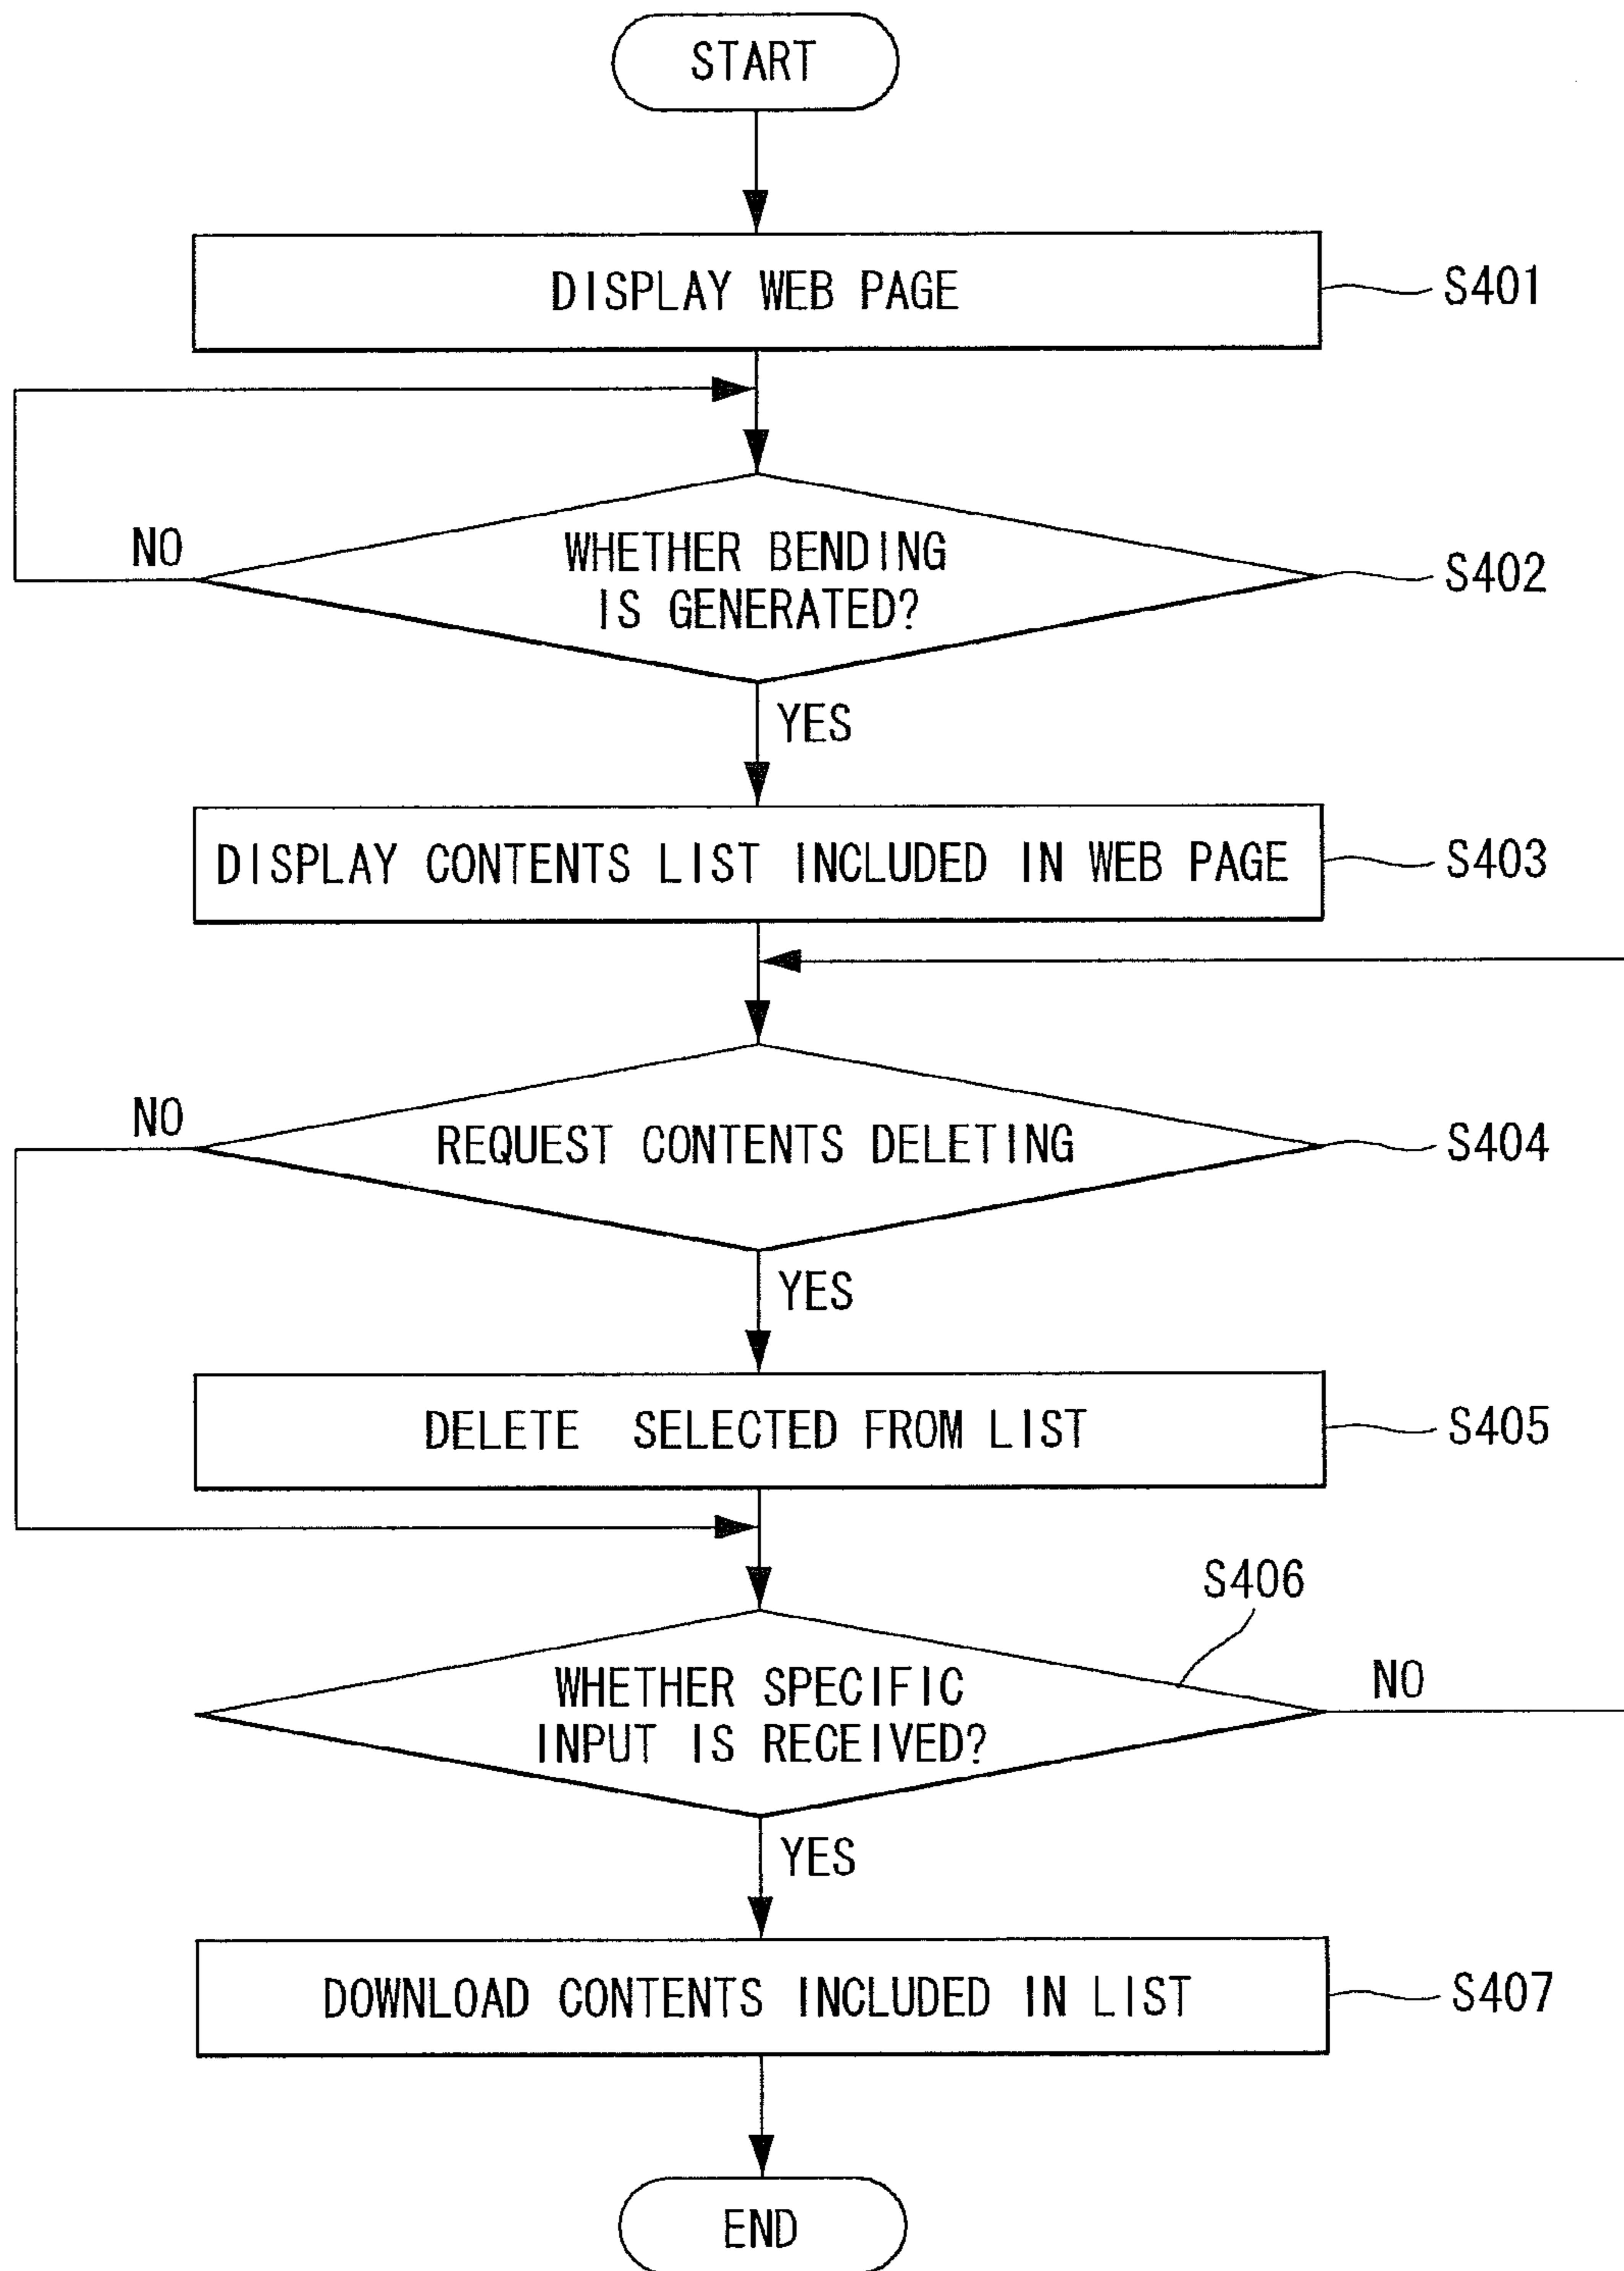 START
DISPLAY WEB PAGE
S401
NO
WHETHER BENDING
IS GENERATED?
S402
YES
DISPLAY CONTENTS LIST INCLUDED IN WEB PAGE
S403
NO
REQUEST CONTENTS DELETING
S404
YES
DELETE SELECTED FROM LIST
S405
S406
WHETHER SPECIFIC
INPUT IS RECEIVED?
NO
YES
DOWNLOAD CONTENTS INCLUDED IN LIST
S407
END